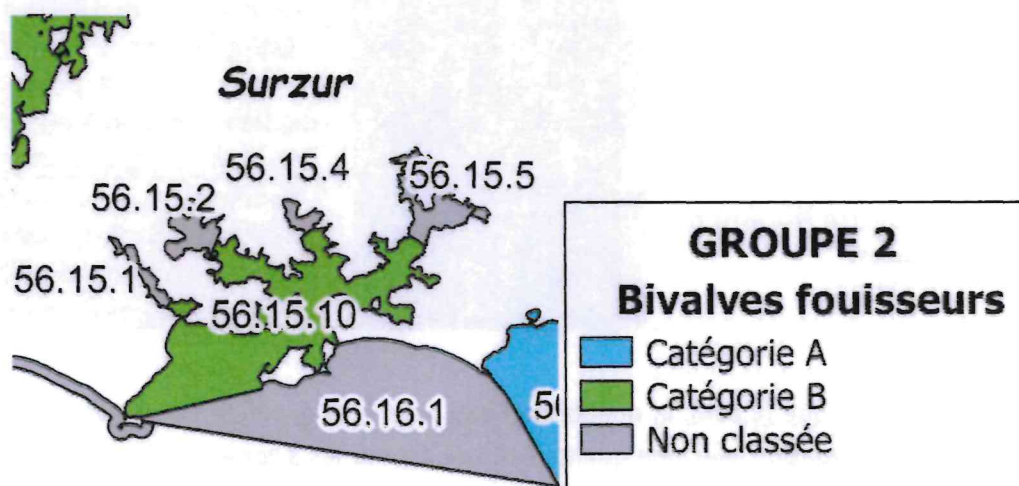 Surzur
56.15.4
56.15.5
56.15.2
56.15.1
56.15.10
56.16.1
GROUPE 2
Bivalves fouisseurs
Catégorie A
Catégorie B
Non classée